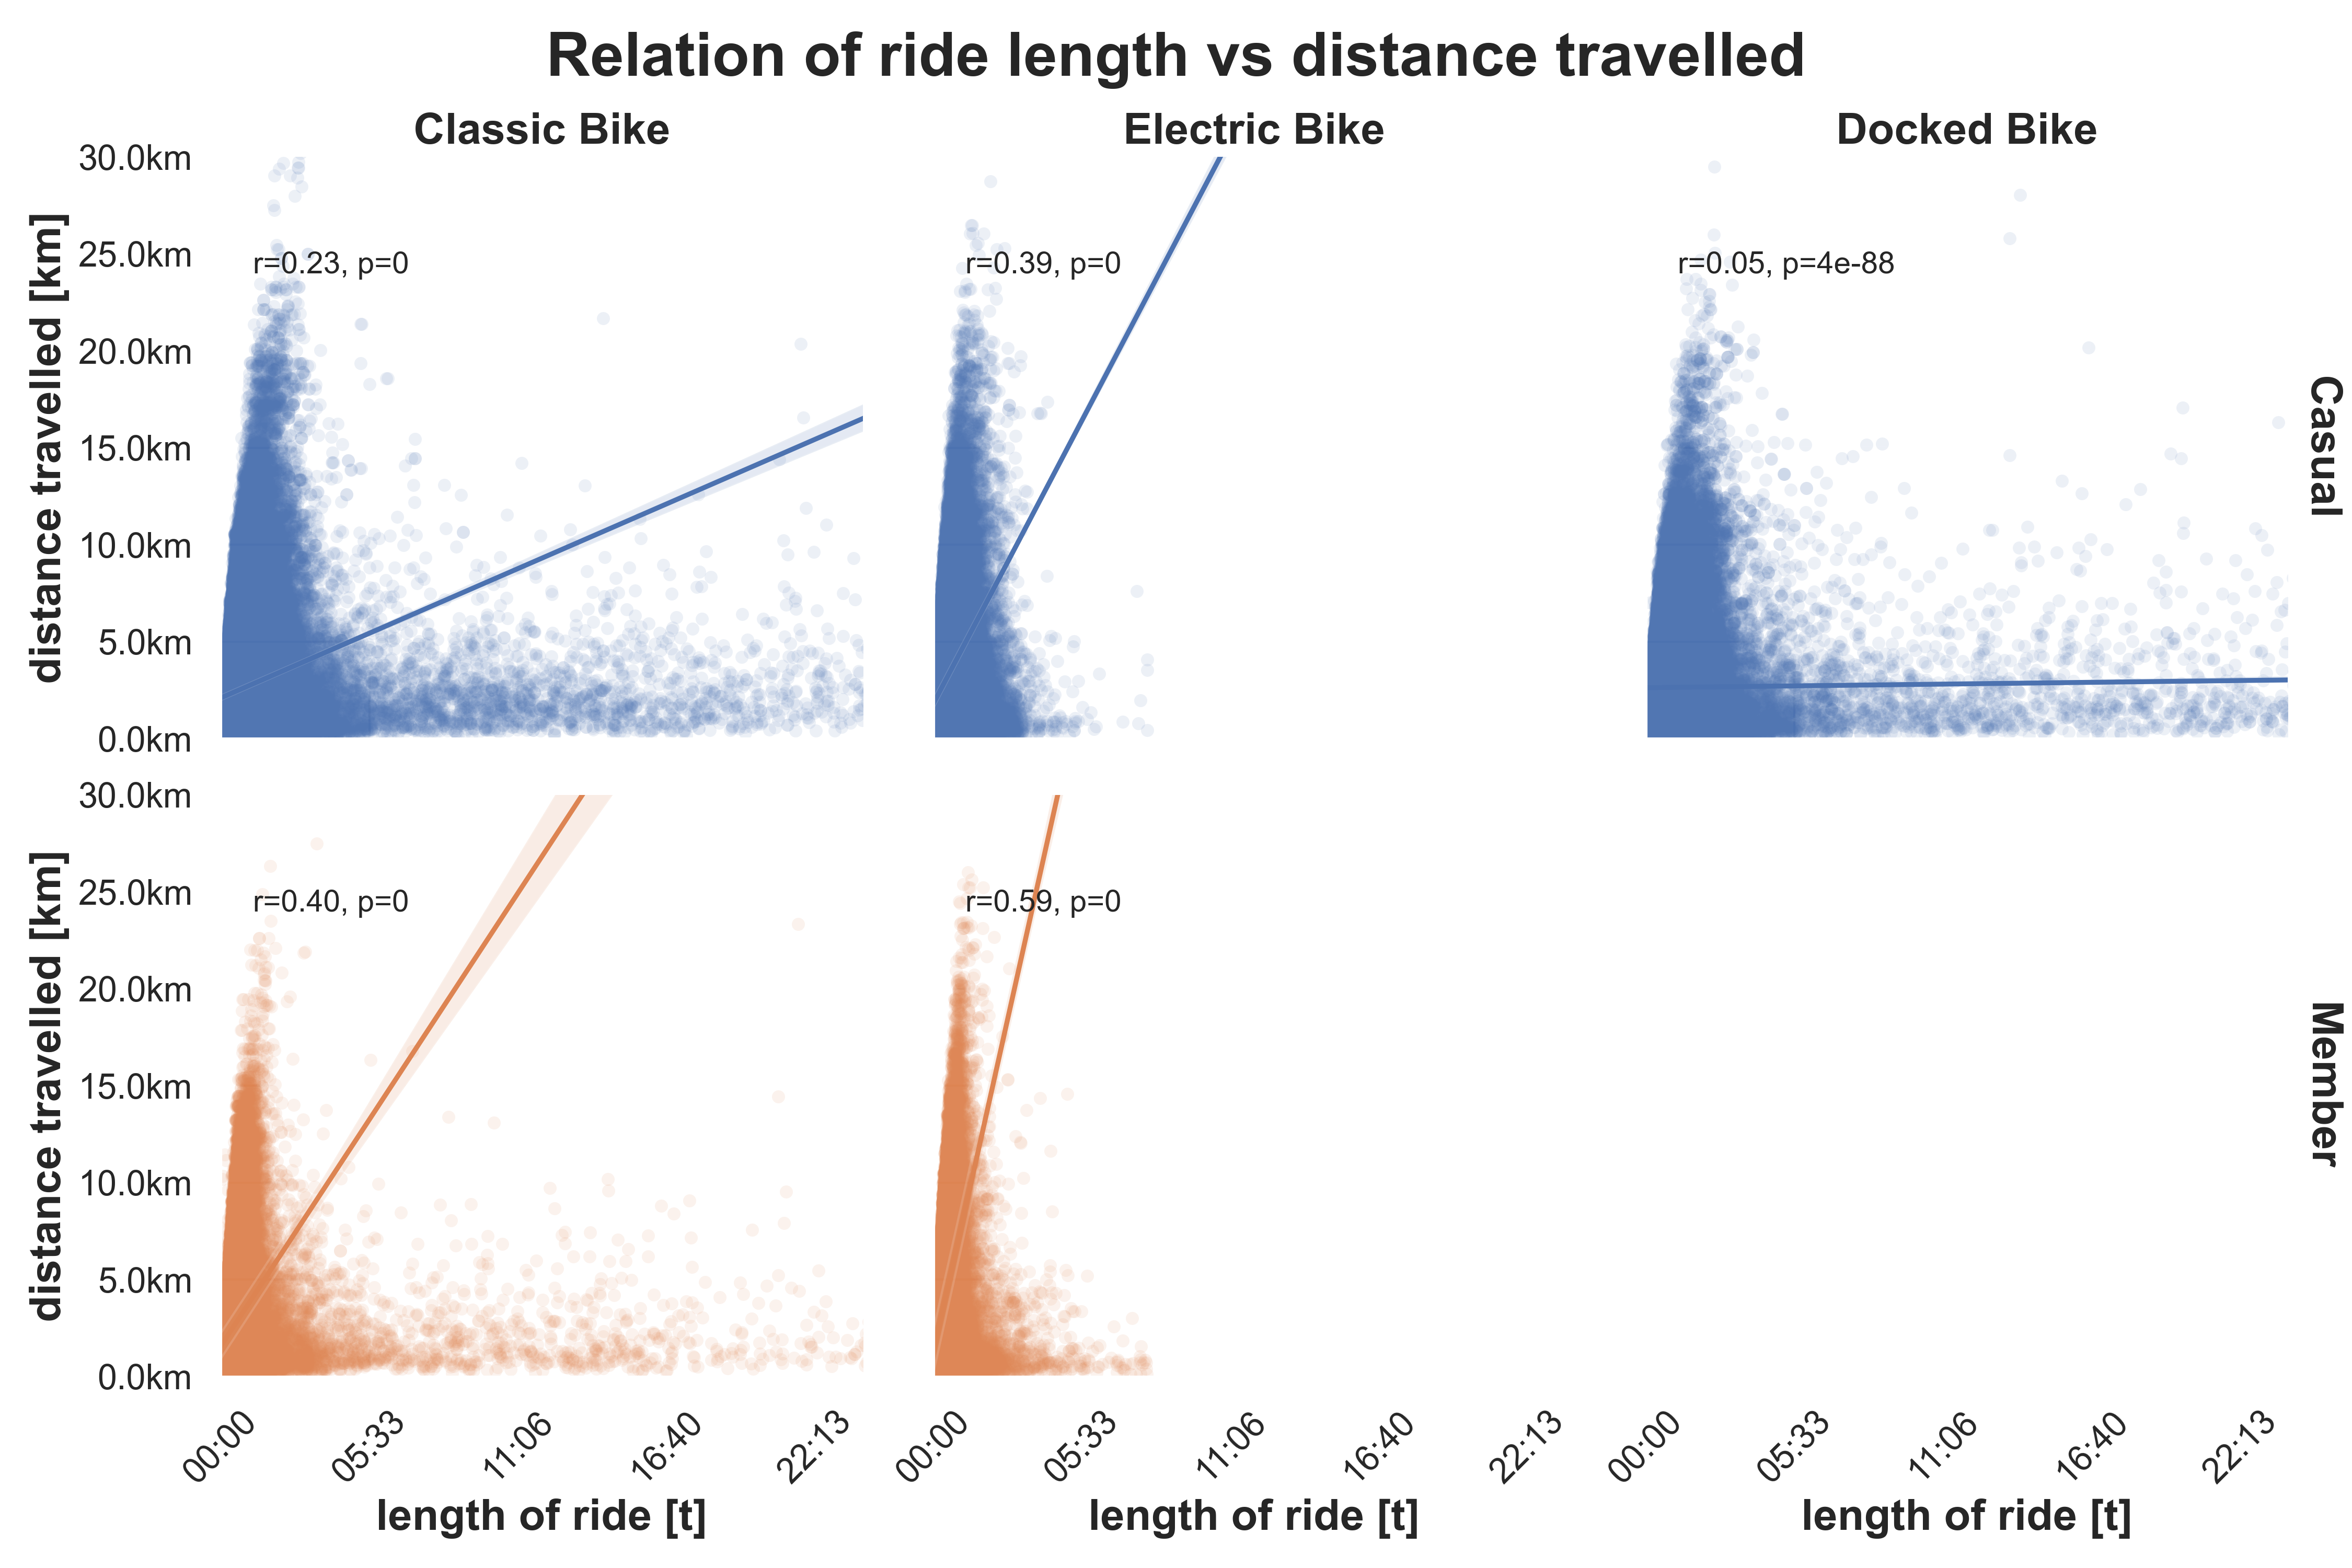 Relation of ride length vs distance travelled
Classic Bike
Electric Bike
Docked Bike
distance travelled [km]
30.0km
25.0km
20.0km
15.0km
10.0km
5.0km
0.0km
r=0.23, p=0
r=0.39, p=0
r=0.05, p=4e-88
Casual
distance travelled [km]
30.0km
25.0km
20.0km
15.0km
10.0km
5.0km
0.0km
r=0.40, p=0
r=0.59, p=0
Member
00:00
05:33
11:06
16:40
22:13
00:00
05:33
11:06
16:40
22:13
00:00
05:33
11:06
16:40
22:13
length of ride [t]
length of ride [t]
length of ride [t]